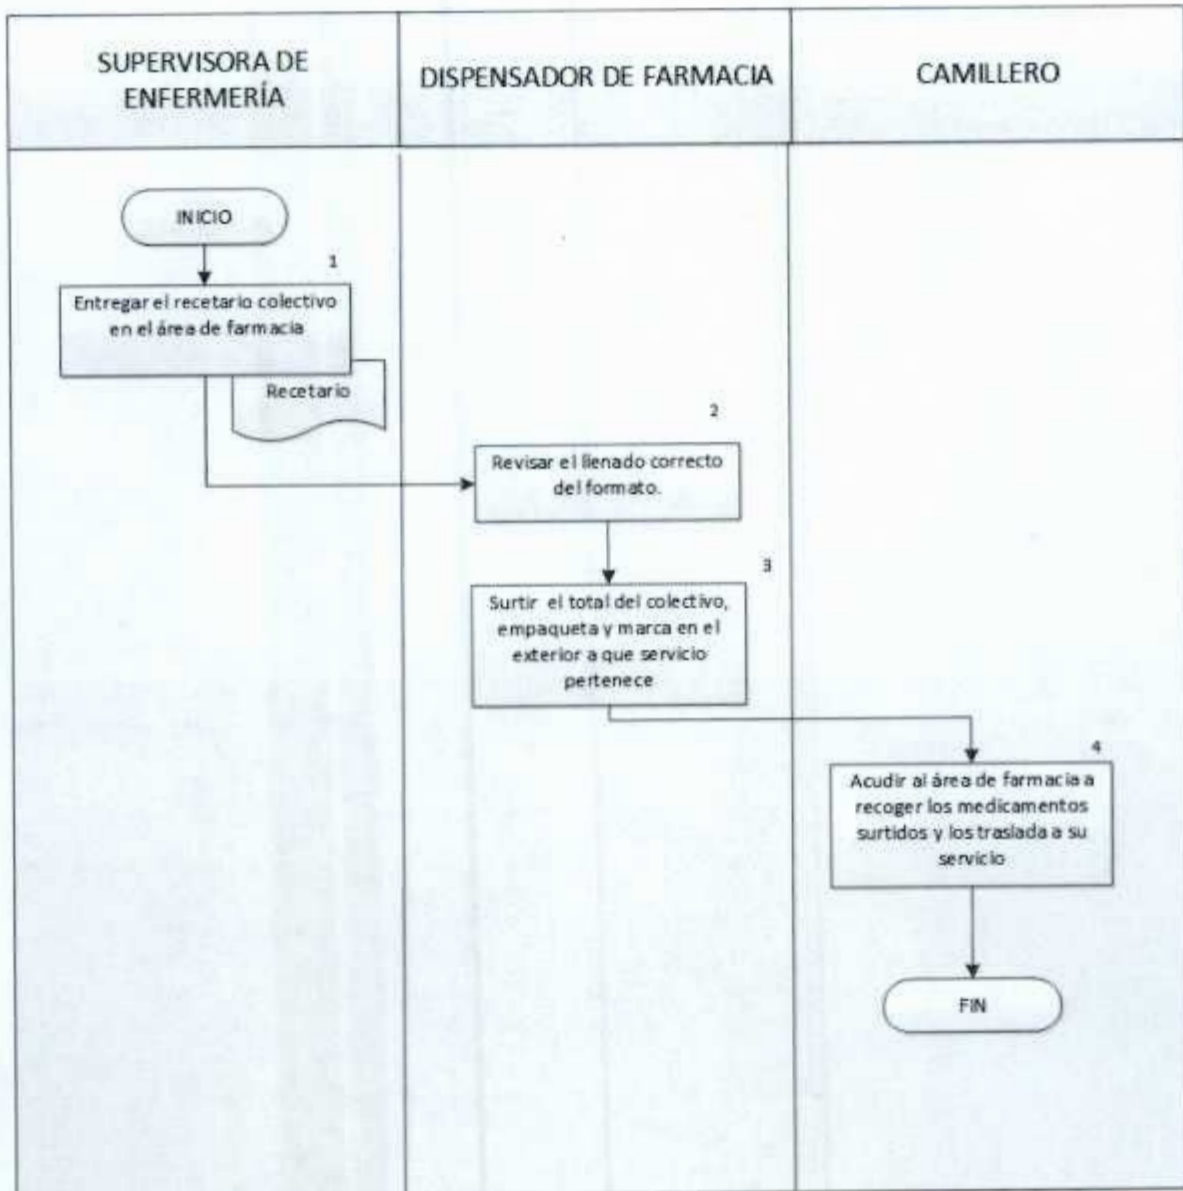 SUPERVISORA DE
ENFERMERÍA
DISPENSADOR DE FARMACIA
CAMILLERO
INICIO
1
Entregar el recetario colectivo
en el área de farmacia
Recetario
2
Revisar el llenado correcto
del formato.
3
Surtir el total del colectivo,
empaqueta y marca en el
exterior a que servicio
pertenece
4
Acudir al área de farmacia a
recoger los medicamentos
surtidos y los traslada a su
servicio
FIN